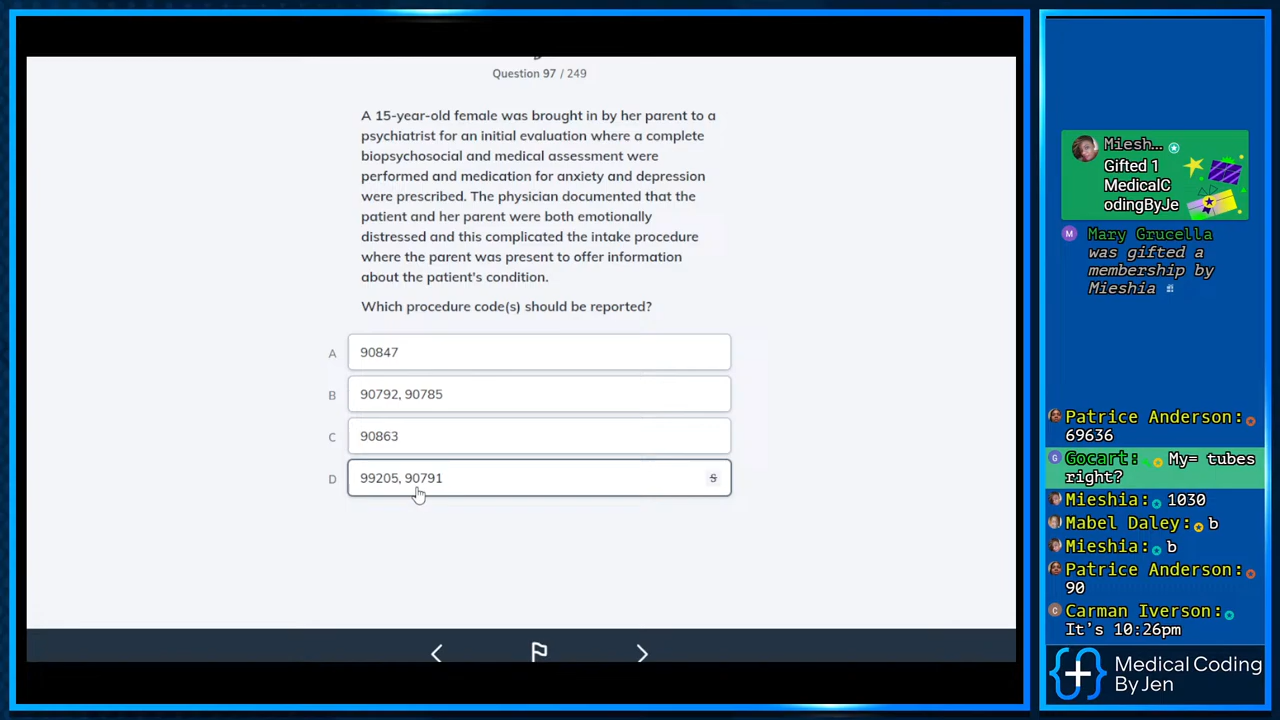 Question 97 / 249
A 15-year-old female was brought in by her parent to a
psychiatrist for an initial evaluation where a complete
biopsychosocial and medical assessment were
performed and medication for anxiety and depression
were prescribed. The physician documented that the
patient and her parent were both emotionally
distressed and this complicated the intake procedure
where the parent was present to offer information
about the patient's condition.
Which procedure code(s) should be reported?
A 90847
B 90792, 90785
C 90863
D 99205, 90791 S
Miesh...
Gifted 1
MedicalC
odingByJe
M Mary Grucella
was gifted a
membership by
Mieshia
Patrice Anderson:
69636
G Gocart: My= tubes
right?
Mieshia: 1030
Mabel Daley: b
Mieshia: b
Patrice Anderson:
90
C Carman Iverson:
It's 10:26pm
Medical Coding
By Jen